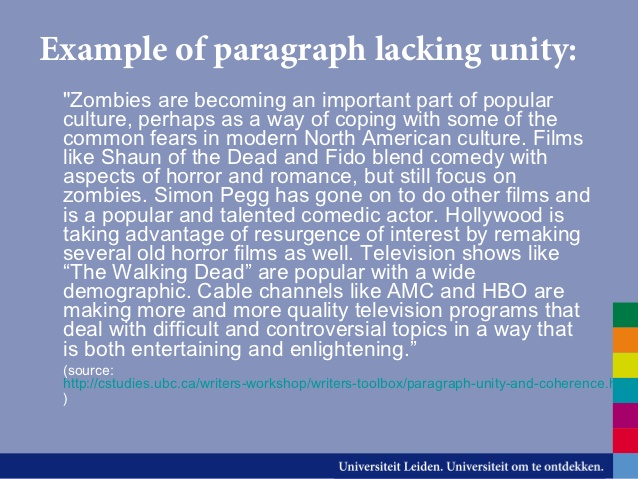 Example of paragraph lacking unity:
"Zombies are becoming an important part of popular
culture, perhaps as a way of coping with some of the
common fears in modern North American culture. Films
like Shaun of the Dead and Fido blend comedy with
aspects of horror and romance, but still focus on
zombies. Simon Pegg has gone on to do other films and
is a popular and talented comedic actor. Hollywood is
taking advantage of resurgence of interest by remaking
several old horror films as well. Television shows like
“The Walking Dead” are popular with a wide
demographic. Cable channels like AMC and HBO are
making more and more quality television programs that
deal with difficult and controversial topics in a way that
is both entertaining and enlightening.”
(source:
http://cstudies.ubc.ca/writers-workshop/writers-toolbox/paragraph-unity-and-coherence.h
)
Universiteit Leiden. Universiteit om te ontdekken.